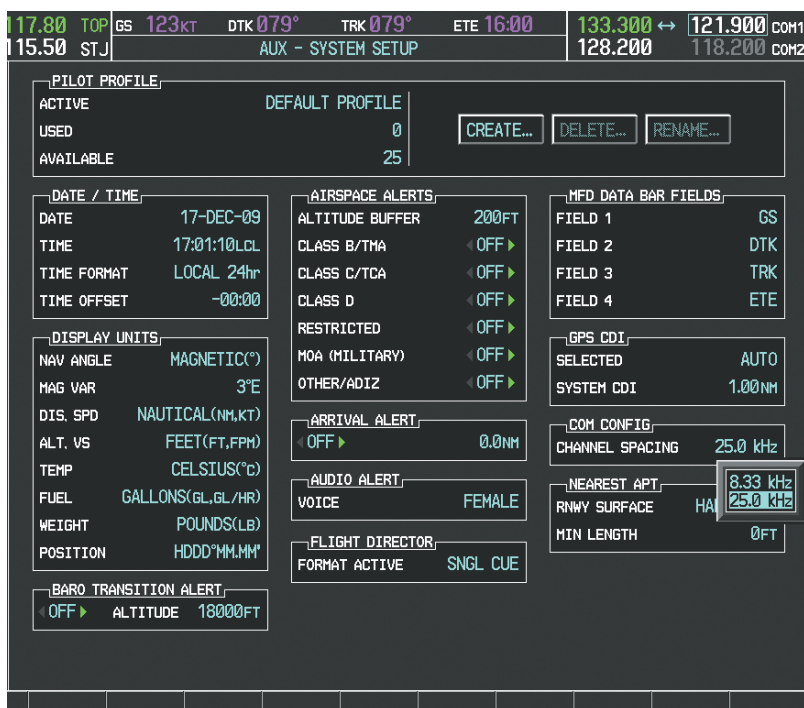 117.80 TOP GS 123KT DTK 079° TRK 079° ETE 16:00 133.300 ↔ 121.900 COM1
115.50 STJ AUX - SYSTEM SETUP 128.200 118.200 COM2
PILOT PROFILE
ACTIVE DEFAULT PROFILE
USED 0 CREATE... DELETE... RENAME...
AVAILABLE 25
DATE / TIME
DATE 17-DEC-09
TIME 17:01:10LCL
TIME FORMAT LOCAL 24hr
TIME OFFSET -00:00
DISPLAY UNITS
NAV ANGLE MAGNETIC(°)
MAG VAR 3°E
DIS, SPD NAUTICAL(NM,KT)
ALT, VS FEET(FT,FPM)
TEMP CELSIUS(°C)
FUEL GALLONS(GL,GL/HR)
WEIGHT POUNDS(LB)
POSITION HDDD°MM.MM'
BARO TRANSITION ALERT
OFF ALTITUDE 18000FT
AIRSPACE ALERTS
ALTITUDE BUFFER 200FT
CLASS B/TMA OFF
CLASS C/TCA OFF
CLASS D OFF
RESTRICTED OFF
MOA (MILITARY) OFF
OTHER/ADIZ OFF
ARRIVAL ALERT
OFF 0.0NM
AUDIO ALERT
VOICE FEMALE
FLIGHT DIRECTOR
FORMAT ACTIVE SNGL CUE
MFD DATA BAR FIELDS
FIELD 1 GS
FIELD 2 DTK
FIELD 3 TRK
FIELD 4 ETE
GPS CDI
SELECTED AUTO
SYSTEM CDI 1.00NM
COM CONFIG
CHANNEL SPACING 25.0 kHz
8.33 kHz
25.0 kHz
NEAREST APT
RNWY SURFACE
MIN LENGTH 0FT